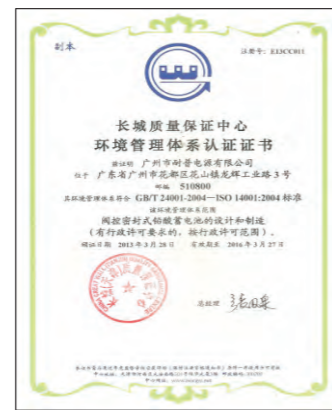 副本
注册号：E13CC011
长城质量保证中心
环境管理体系认证证书
兹证明 广州市耐普电源有限公司
位于 广东省广州市花都区花山镇龙辉工业路3号
邮编 510800
其环境管理体系符合 GB/T 24001-2004—ISO 14001:2004 标准
该环境管理体系范围
阀控密封式铅酸蓄电池的设计和制造
（有行政许可要求的，按行政许可范围）。
颁证日期 2013年3月28日 有效期至 2016年3月27日
总经理